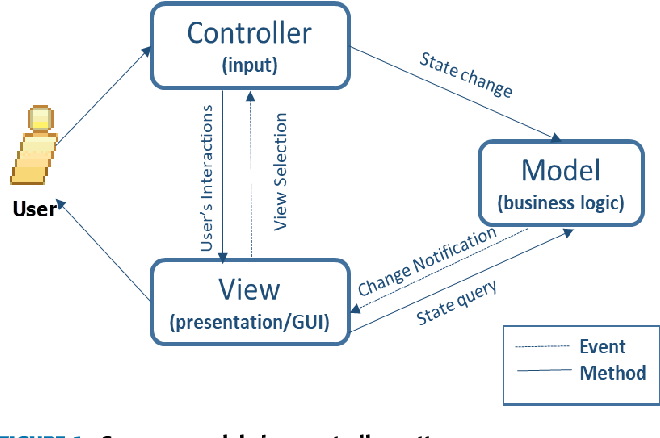 Controller
(input)
State change
User's Interactions
View Selection
User
Model
(business logic)
Change Notification
State query
View
(presentation/GUI)
Event
Method